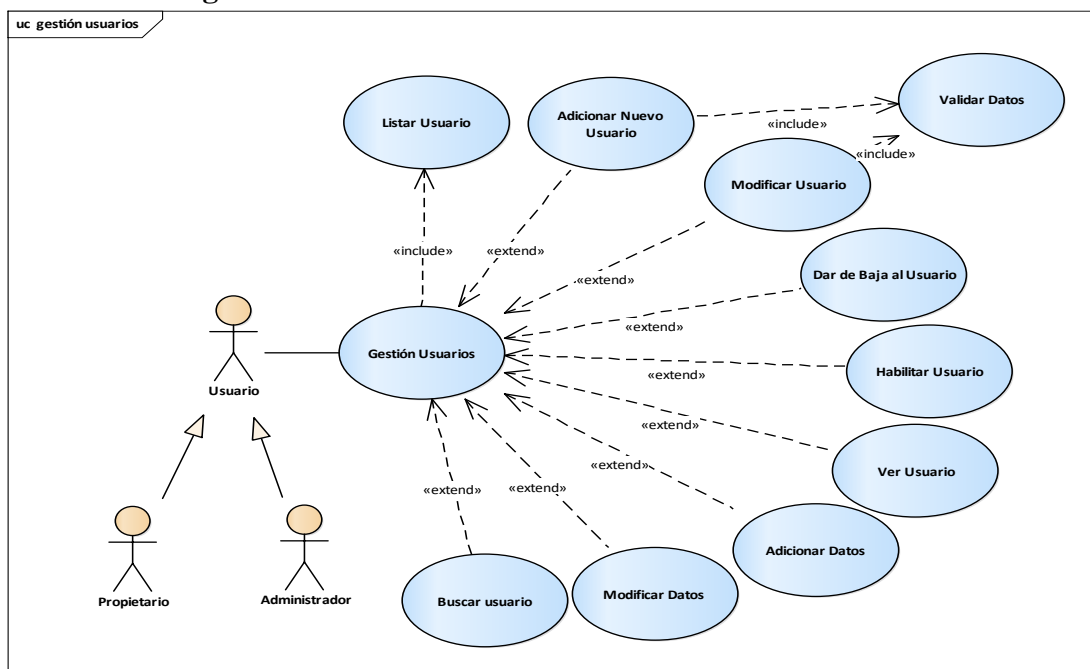 uc gestión usuarios
Listar Usuario
Adicionar Nuevo
Usuario
Validar Datos
«include»
«include»
Modificar Usuario
«include»
«extend»
«extend»
Dar de Baja al Usuario
«extend»
Gestión Usuarios
Habilitar Usuario
«extend»
Usuario
«extend»
Ver Usuario
«extend»
«extend»
«extend»
Adicionar Datos
Propietario
Administrador
Buscar usuario
Modificar Datos